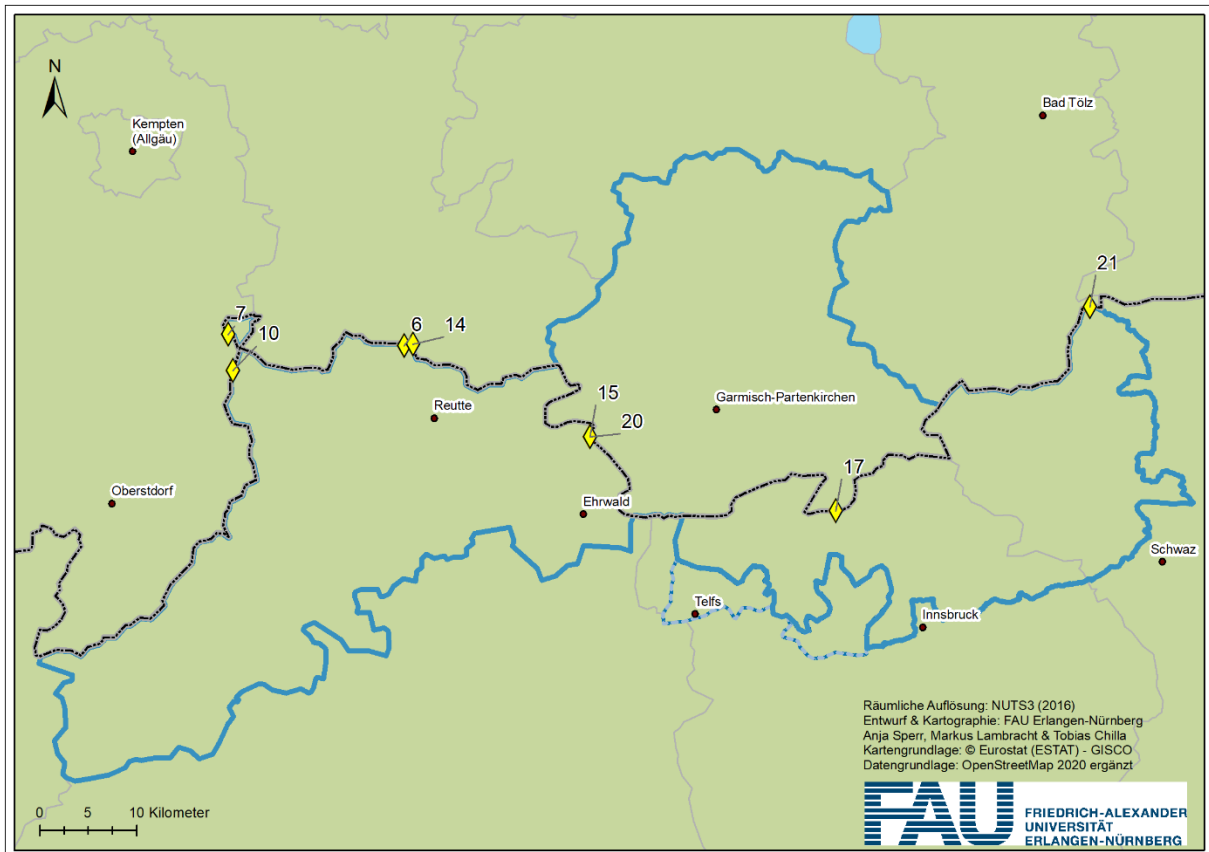 N
Kempten
(Allgäu)
Bad Tölz
21
7
10
6
14
Reutte
15
20
Garmisch-Partenkirchen
17
Oberstdorf
Ehrwald
Schwaz
Telfs
Innsbruck
Räumliche Auflösung: NUTS3 (2016)
Entwurf & Kartographie: FAU Erlangen-Nürnberg
Anja Sperr, Markus Lambracht & Tobias Chilla
Kartengrundlage: © Eurostat (ESTAT) - GISCO
Datengrundlage: OpenStreetMap 2020 ergänzt
0 5 10 Kilometer
FAU
FRIEDRICH-ALEXANDER
UNIVERSITÄT
ERLANGEN-NÜRNBERG